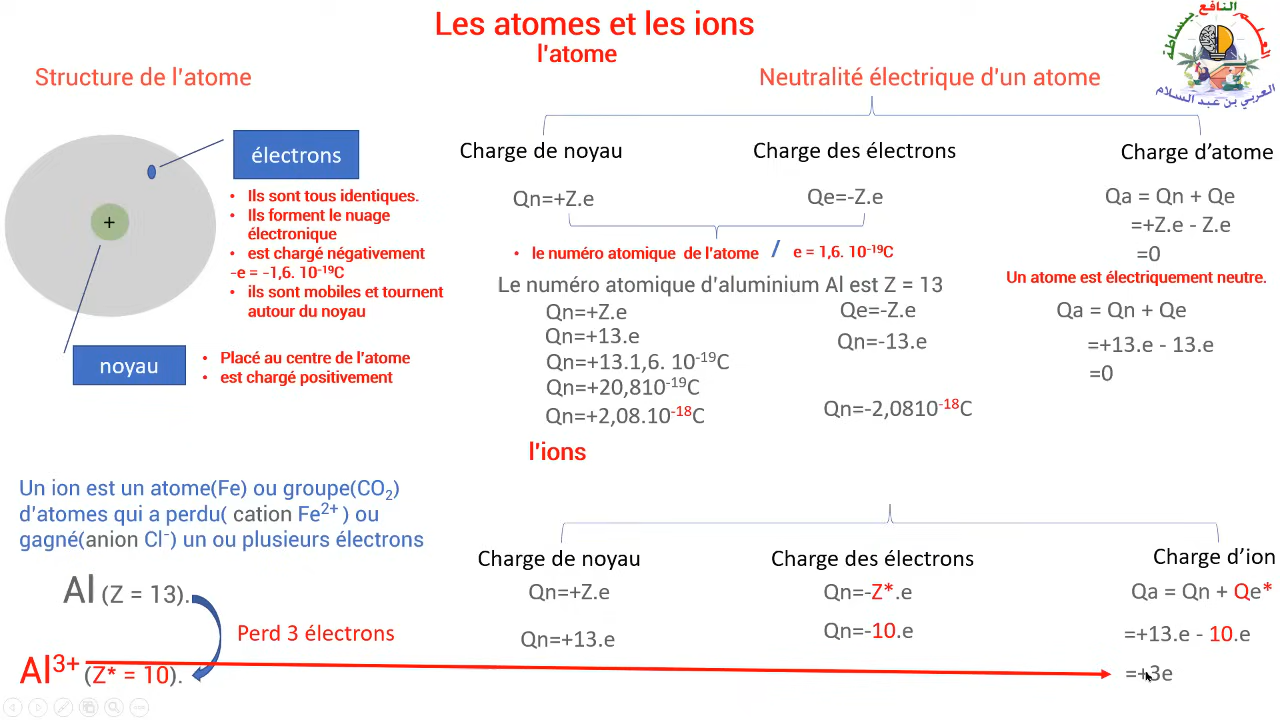 Les atomes et les ions
l'atome
العلم النافع ببساطة
العربي بن عبد السلام
Structure de l'atome
Neutralité électrique d'un atome
électrons
+
• Ils sont tous identiques.
• Ils forment le nuage
électronique
• est chargé négativement
-e = -1,6. 10⁻¹⁹C
• ils sont mobiles et tournent
autour du noyau
noyau
• Placé au centre de l'atome
• est chargé positivement
Charge de noyau
Charge des électrons
Charge d'atome
Qn=+Z.e
Qe=-Z.e
Qa = Qn + Qe
=+Z.e - Z.e
=0
• le numéro atomique de l'atome / e = 1,6. 10⁻¹⁹C
Un atome est électriquement neutre.
Le numéro atomique d'aluminium Al est Z = 13
Qn=+Z.e
Qn=+13.e
Qn=+13.1,6. 10⁻¹⁹C
Qn=+20,810⁻¹⁹C
Qn=+2,08.10⁻¹⁸C
Qe=-Z.e
Qn=-13.e
Qn=-2,0810⁻¹⁸C
Qa = Qn + Qe
=+13.e - 13.e
=0
l'ions
Un ion est un atome(Fe) ou groupe(CO₂)
d'atomes qui a perdu( cation Fe²⁺ ) ou
gagné(anion Cl⁻) un ou plusieurs électrons
Al (Z = 13).
Perd 3 électrons
Al³⁺ (Z* = 10).
Charge de noyau
Charge des électrons
Charge d'ion
Qn=+Z.e
Qn=-Z*.e
Qa = Qn + Qe*
Qn=+13.e
Qn=-10.e
=+13.e - 10.e
=+3e